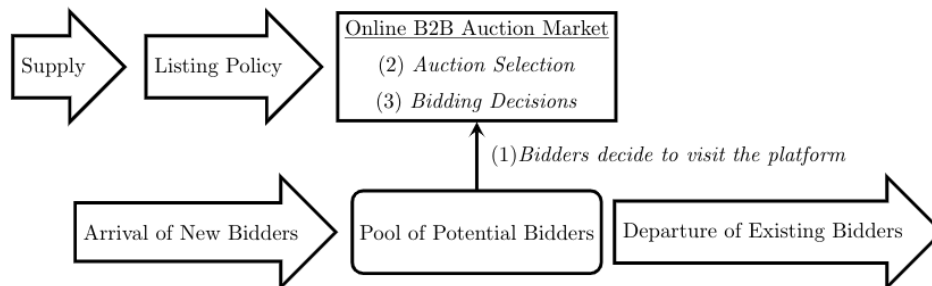 Online B2B Auction Market
Supply
Listing Policy
(2) Auction Selection
(3) Bidding Decisions
(1)Bidders decide to visit the platform
Arrival of New Bidders
Pool of Potential Bidders
Departure of Existing Bidders